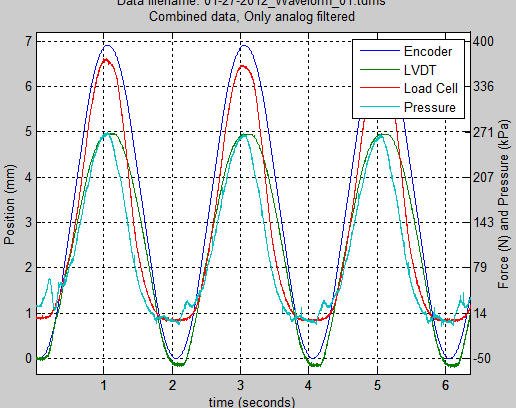 Data filename: 01-27-2012_Waveform_01.tdms
Combined data, Only analog filtered
7
6
5
4
3
2
1
0
400
336
271
207
143
79
14
-50
Encoder
LVDT
Load Cell
Pressure
Position (mm)
Force (N) and Pressure (kPa)
1
2
3
4
5
6
time (seconds)